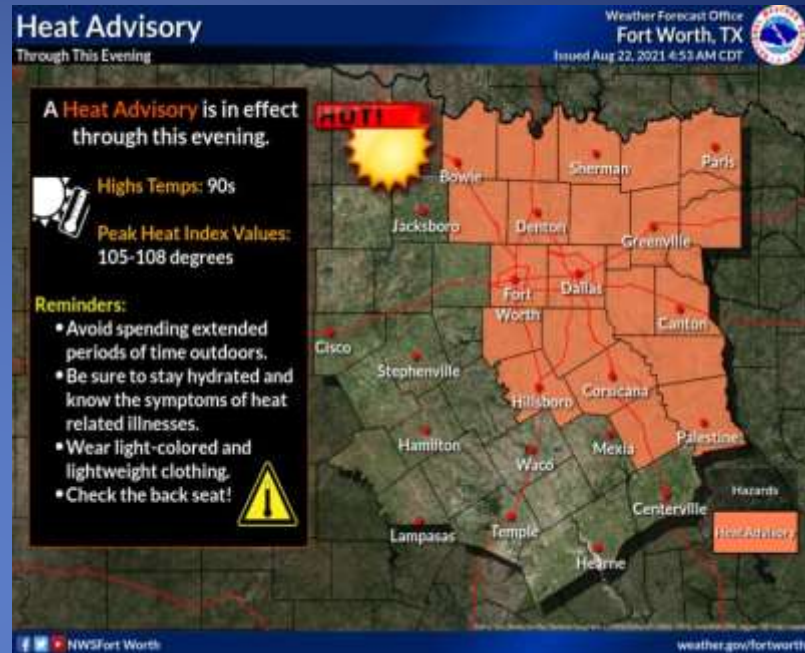 Heat Advisory
Through This Evening
Weather Forecast Office
Fort Worth, TX
Issued Aug 22, 2021 4:53 AM CDT
A Heat Advisory is in effect
through this evening.
Highs Temps: 90s
Peak Heat Index Values:
105-108 degrees
Reminders:
• Avoid spending extended
periods of time outdoors.
• Be sure to stay hydrated and
know the symptoms of heat
related illnesses.
• Wear light-colored and
lightweight clothing.
• Check the back seat!
HOT!
Bowie
Sherman
Paris
Jacksboro
Denton
Greenville
Fort
Worth
Dallas
Canton
Cisco
Stephenville
Hillsboro
Corsicana
Hamilton
Waco
Mexia
Palestine
Lampasas
Temple
Centerville
Hearne
Hazards
Heat Advisory
NWSFort Worth
weather.gov/fortworth